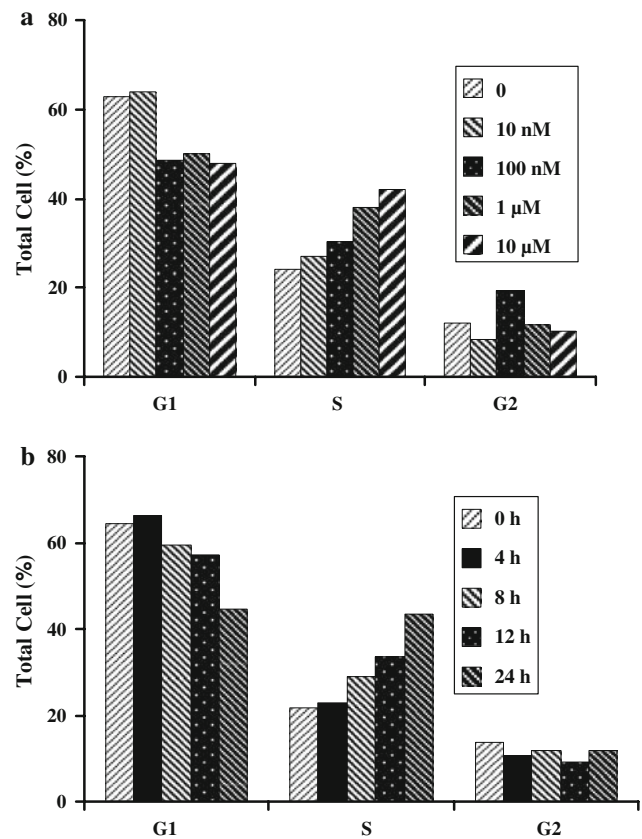 a
80
60
40
20
0
Total Cell (%)
0
10 nM
100 nM
1 µM
10 µM
G1 S G2
b
80
60
40
20
0
Total Cell (%)
0 h
4 h
8 h
12 h
24 h
G1 S G2